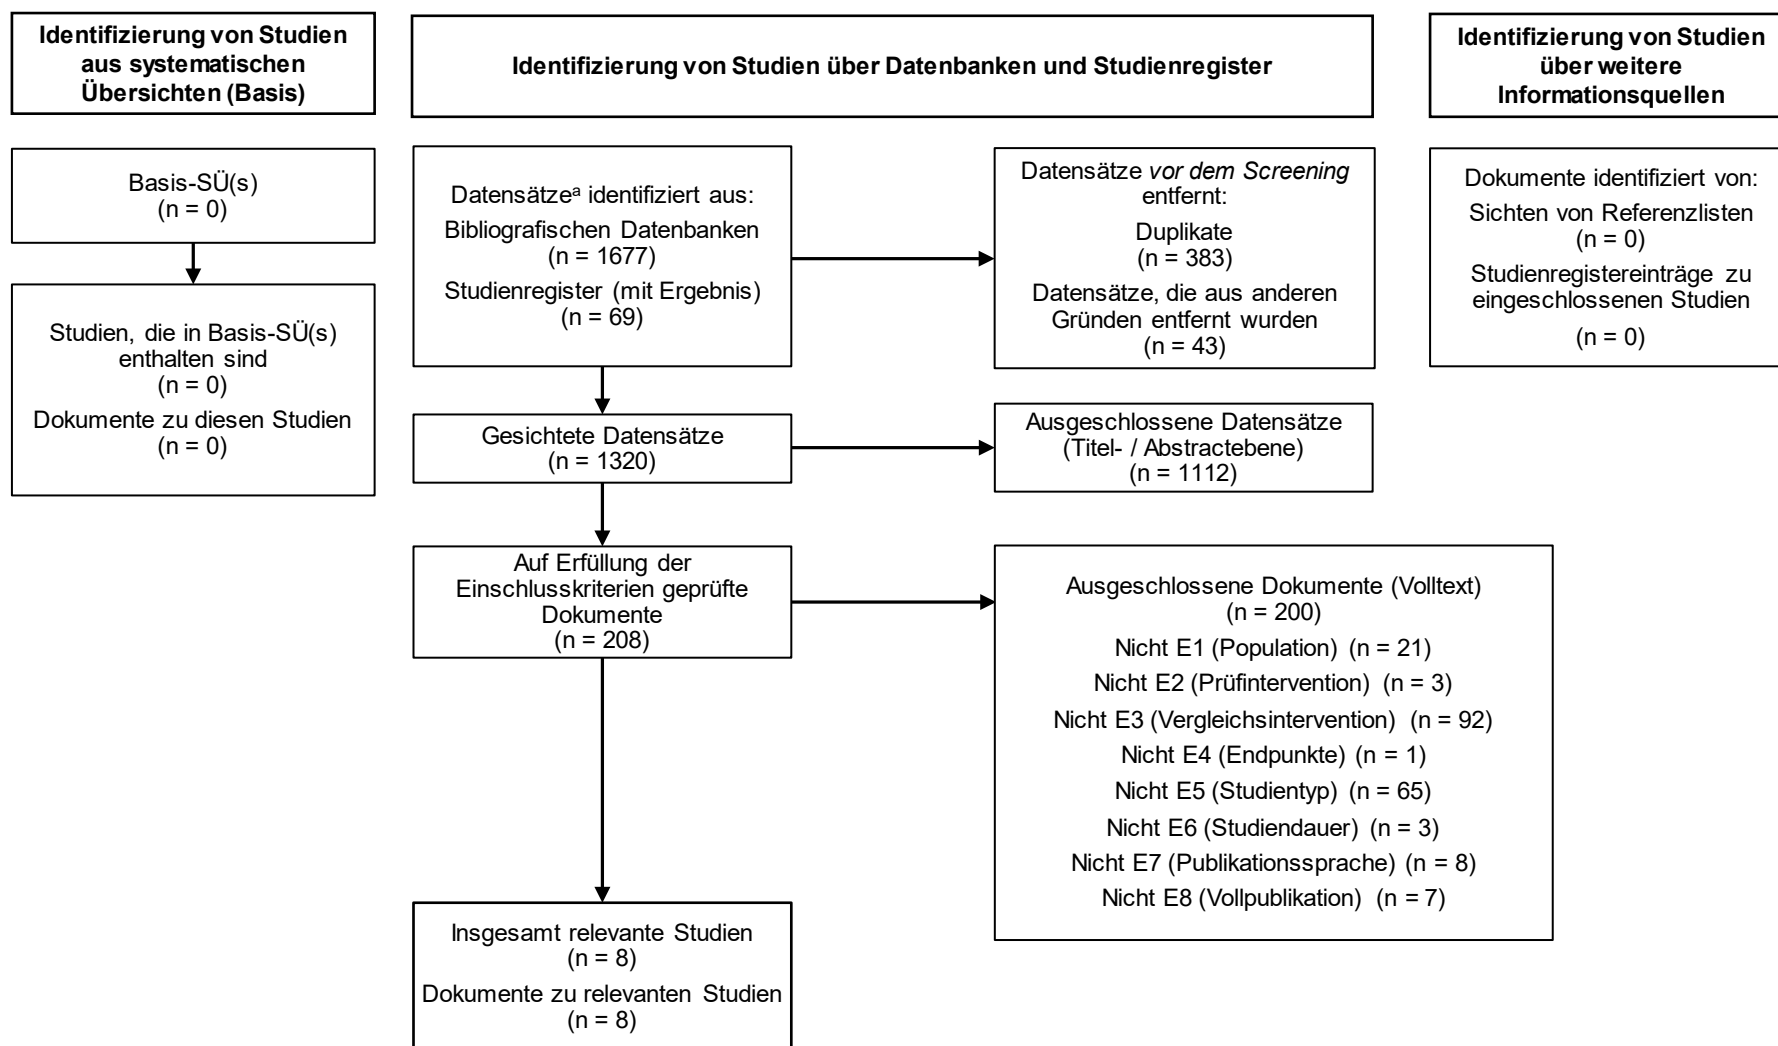 Identifizierung von Studien
aus systematischen
Übersichten (Basis)
Identifizierung von Studien über Datenbanken und Studienregister
Identifizierung von Studien
über weitere
Informationsquellen
Basis-SÜ(s)
(n = 0)
Studien, die in Basis-SÜ(s)
enthalten sind
(n = 0)
Dokumente zu diesen Studien
(n = 0)
Datensätzeᵃ identifiziert aus:
Bibliografischen Datenbanken
(n = 1677)
Studienregister (mit Ergebnis)
(n = 69)
Datensätze vor dem Screening
entfernt:
Duplikate
(n = 383)
Datensätze, die aus anderen
Gründen entfernt wurden
(n = 43)
Dokumente identifiziert von:
Sichten von Referenzlisten
(n = 0)
Studienregistereinträge zu
eingeschlossenen Studien
(n = 0)
Gesichtete Datensätze
(n = 1320)
Ausgeschlossene Datensätze
(Titel- / Abstractebene)
(n = 1112)
Auf Erfüllung der
Einschlusskriterien geprüfte
Dokumente
(n = 208)
Ausgeschlossene Dokumente (Volltext)
(n = 200)
Nicht E1 (Population) (n = 21)
Nicht E2 (Prüfintervention) (n = 3)
Nicht E3 (Vergleichsintervention) (n = 92)
Nicht E4 (Endpunkte) (n = 1)
Nicht E5 (Studientyp) (n = 65)
Nicht E6 (Studiendauer) (n = 3)
Nicht E7 (Publikationssprache) (n = 8)
Nicht E8 (Vollpublikation) (n = 7)
Insgesamt relevante Studien
(n = 8)
Dokumente zu relevanten Studien
(n = 8)